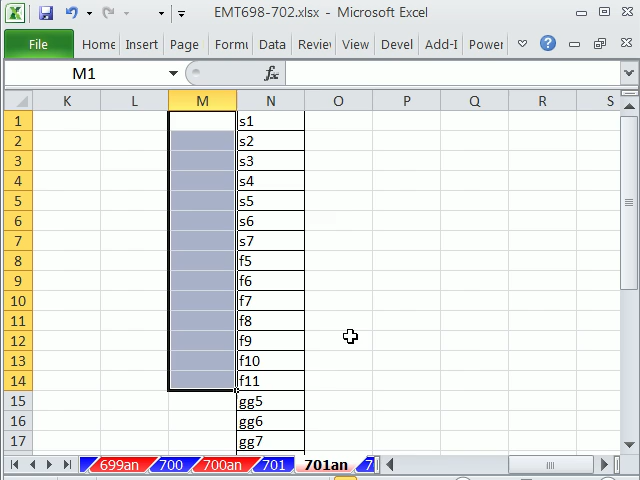 EMT698-702.xlsx - Microsoft Excel
File Home Insert Page Formu Data Review View Devel Add-I Power
M1 fx
K L M N O P Q R S
1 s1
2 s2
3 s3
4 s4
5 s5
6 s6
7 s7
8 f5
9 f6
10 f7
11 f8
12 f9
13 f10
14 f11
15 gg5
16 gg6
17 gg7
699an 700 700an 701 701an 7